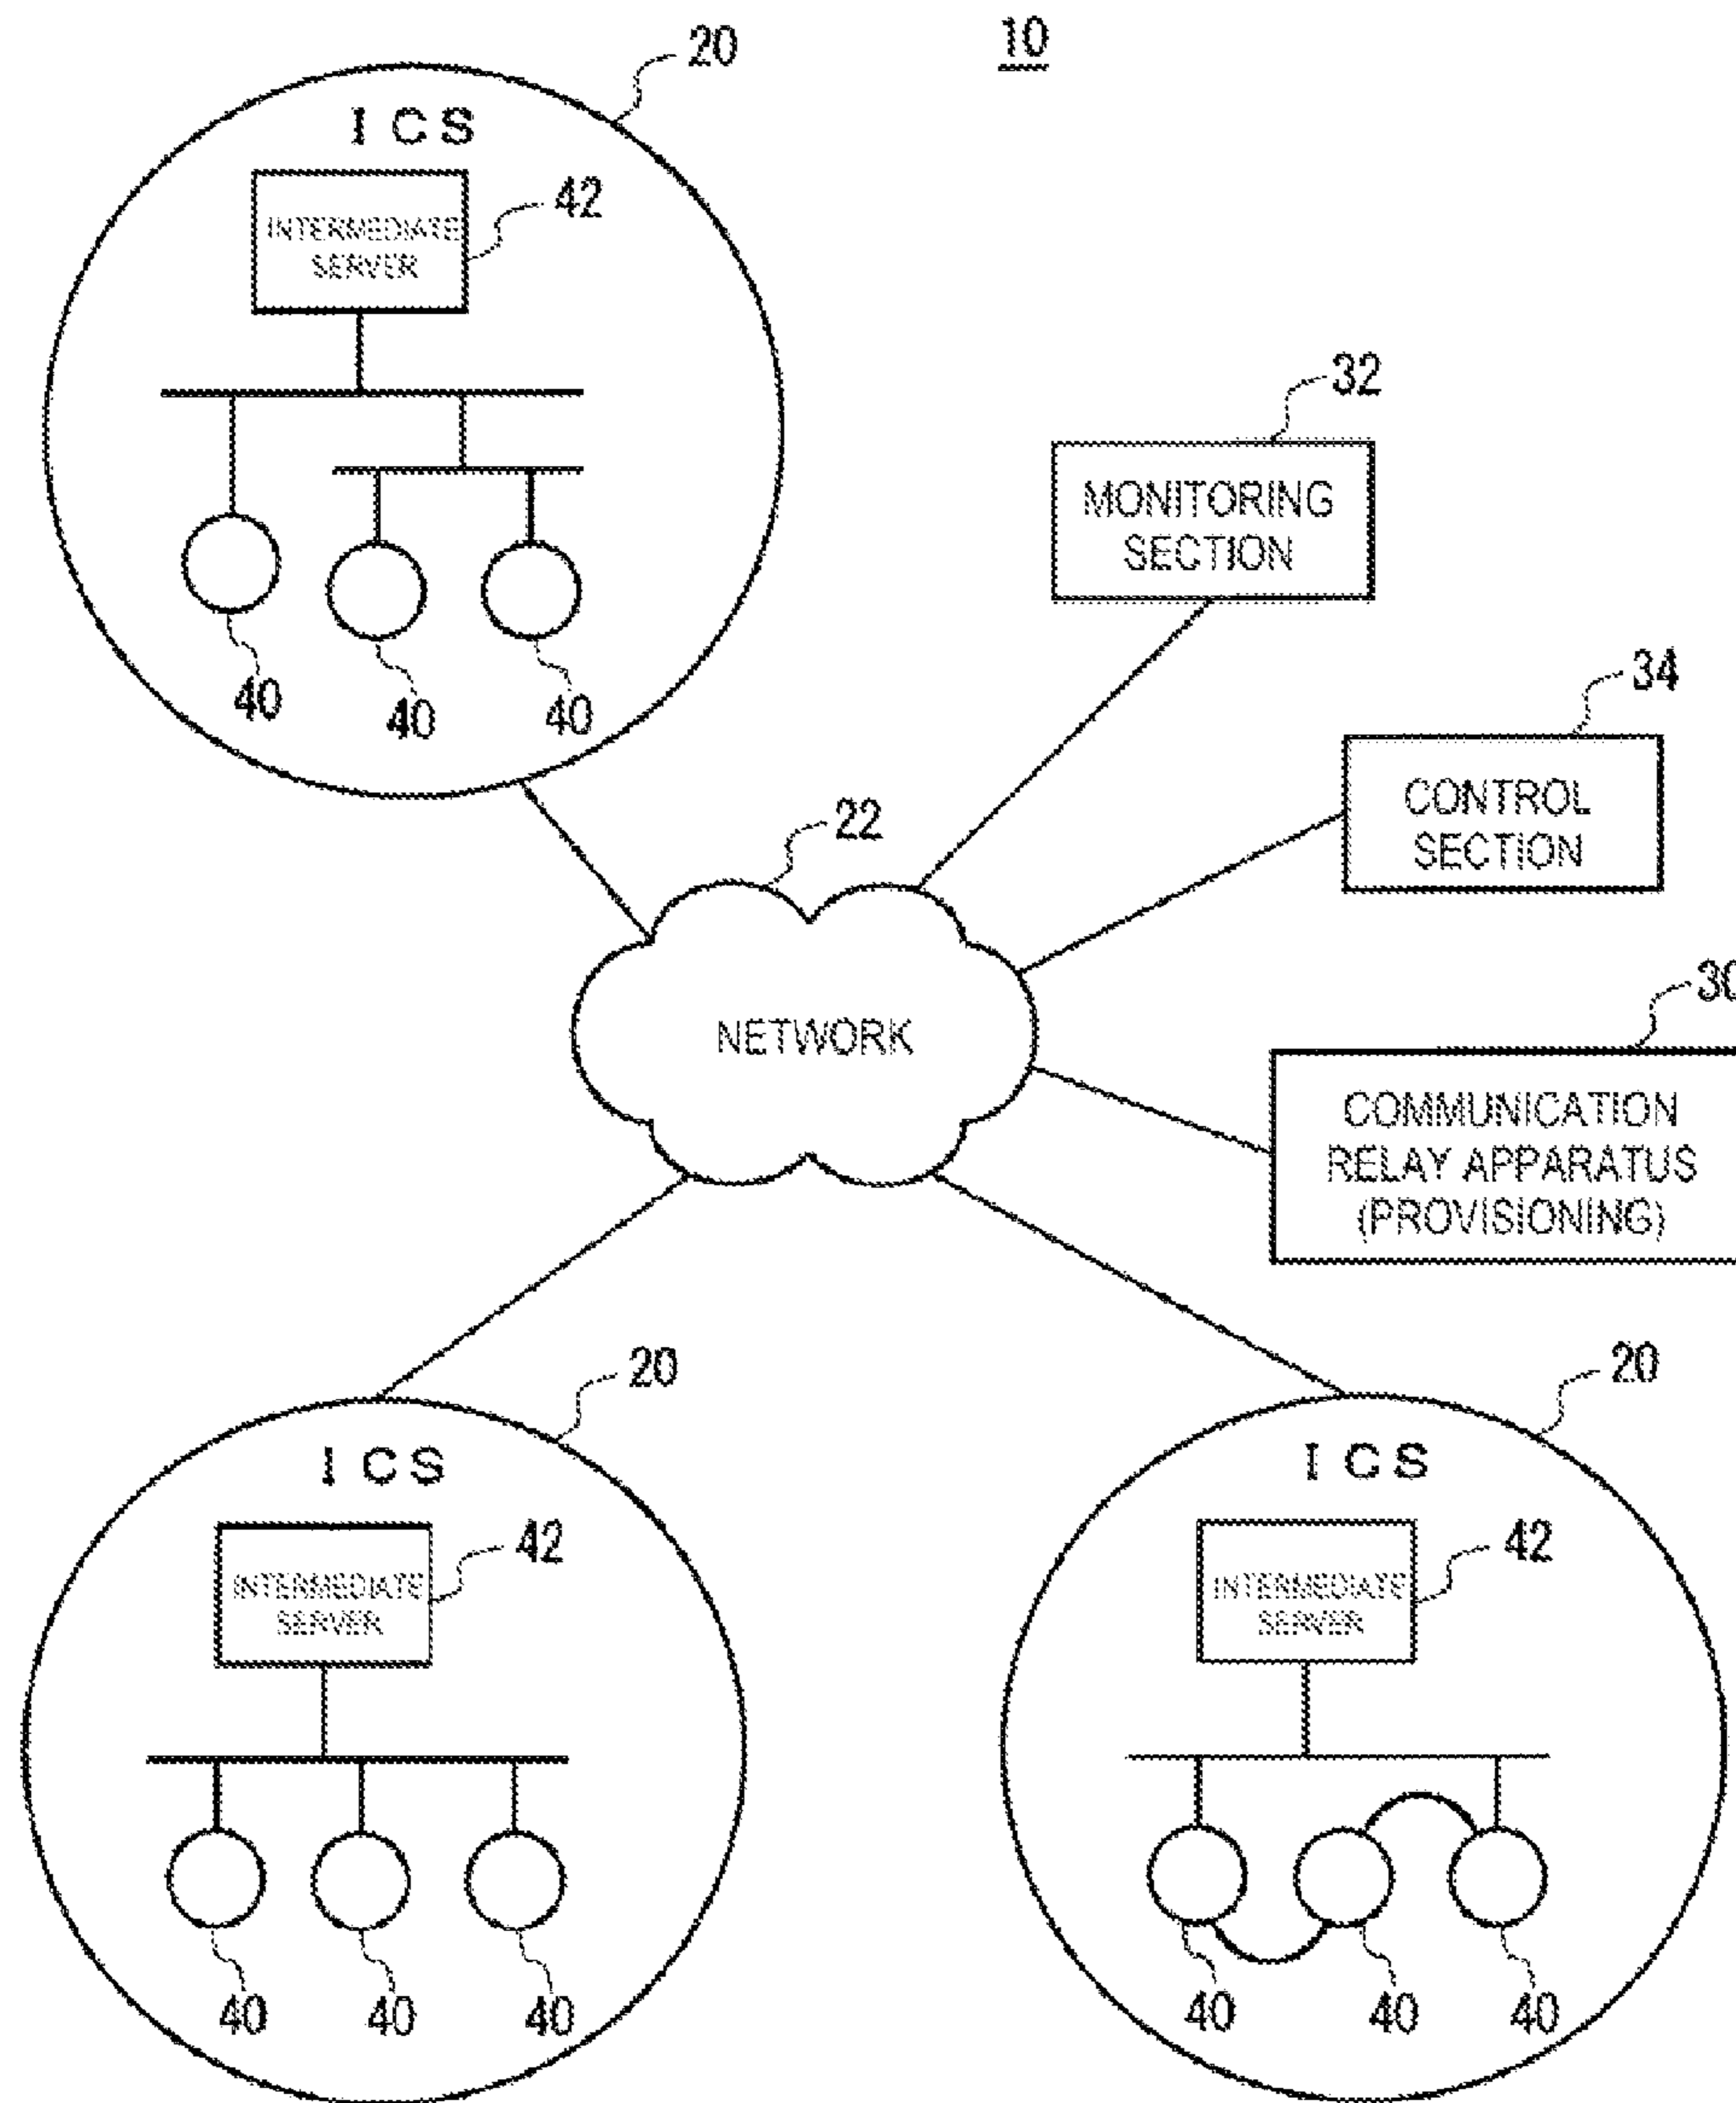 10
20
ICS
INTERMEDIATE
SERVER
42
40
40
40
32
MONITORING
SECTION
34
CONTROL
SECTION
22
NETWORK
30
COMMUNICATION
RELAY APPARATUS
(PROVISIONING)
20
ICS
INTERMEDIATE
SERVER
42
40
40
40
20
ICS
INTERMEDIATE
SERVER
42
40
40
40